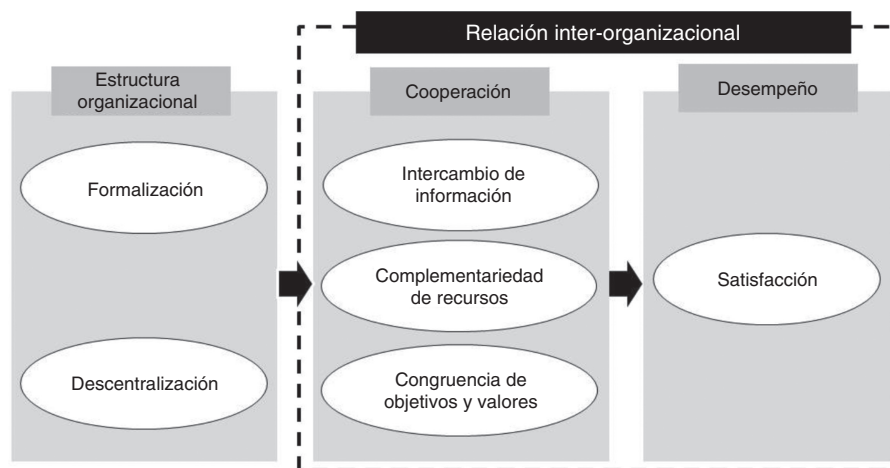 Relación inter-organizacional
Estructura
organizacional
Formalización
Descentralización
Cooperación
Intercambio de
información
Complementariedad
de recursos
Congruencia de
objetivos y valores
Desempeño
Satisfacción